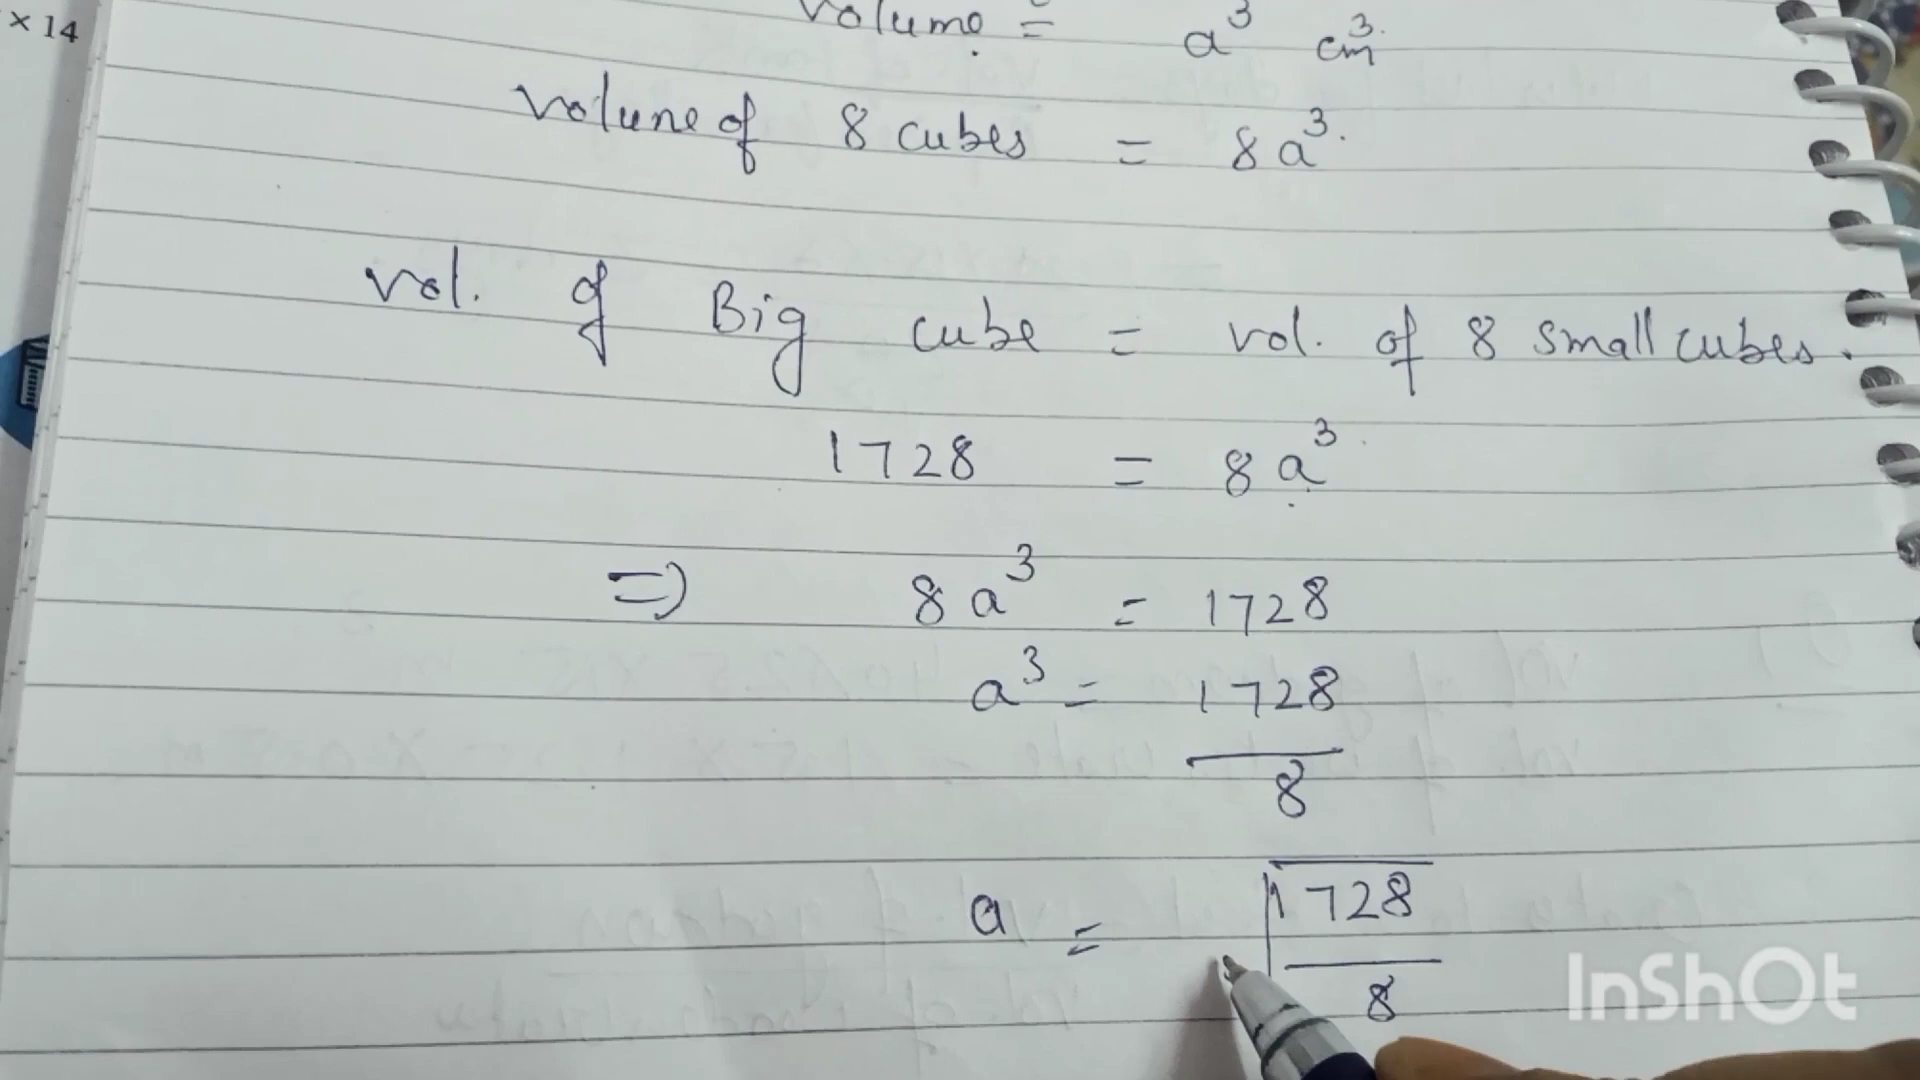 × 14
Volume = a³ cm³.
Volune of 8 cubes = 8a³.
Vol. of Big cube = vol. of 8 small cubes.
1728 = 8a³
=) 8a³ = 1728
a³ = 1728
8
a = √1728
8
InShOt